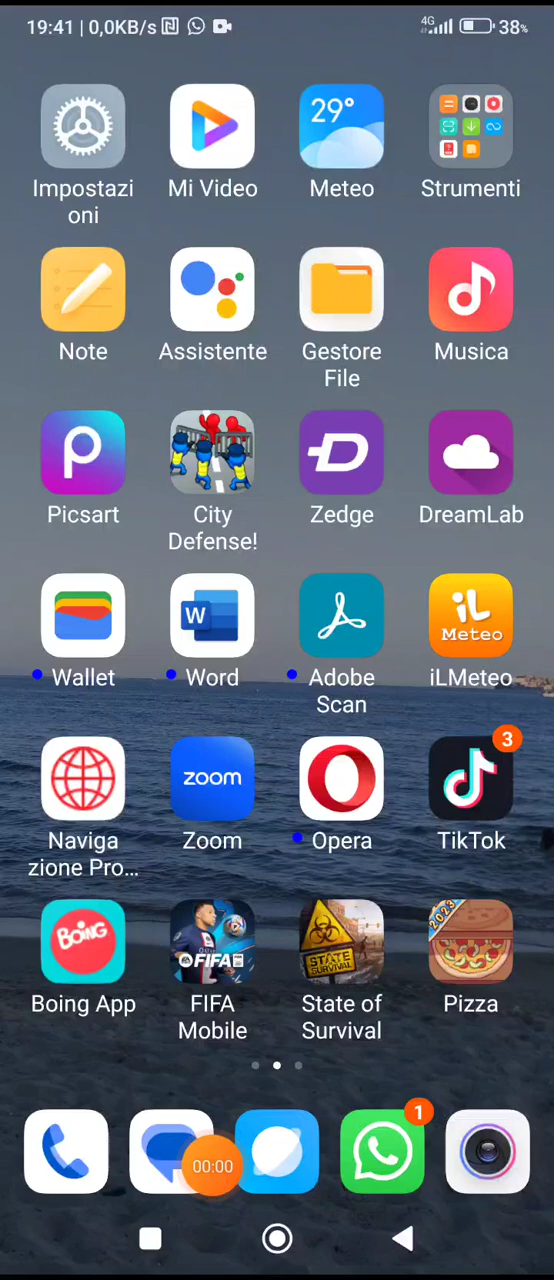 19:41 | 0,0KB/s
4G
38%
29°
Impostazi
oni
Mi Video
Meteo
Strumenti
Note
Assistente
Gestore
File
Musica
Picsart
City
Defense!
Zedge
DreamLab
W
iL
Meteo
Wallet
Word
Adobe
Scan
iLMeteo
zoom
3
Naviga
zione Pro...
Zoom
Opera
TikTok
BOiNG
FIFA
STATE
SURVIVAL
2023
Boing App
FIFA
Mobile
State of
Survival
Pizza
1
00:00